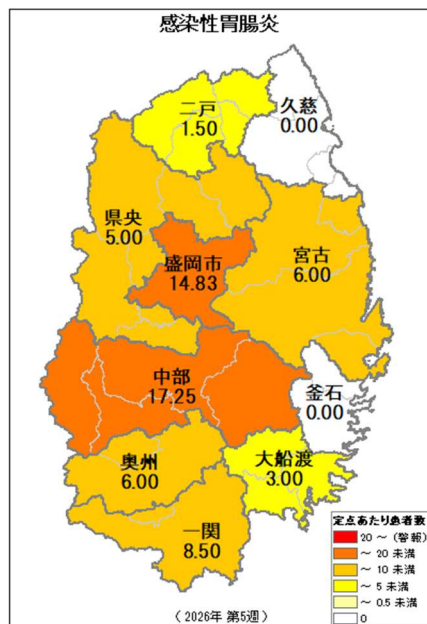 感染性胃腸炎
二戸
1.50
久慈
0.00
県央
5.00
盛岡市
14.83
宮古
6.00
中部
17.25
釜石
0.00
奥州
6.00
大船渡
3.00
一関
8.50
定点あたり患者数
20 ～ (警報)
～ 20 未満
～ 10 未満
～ 5 未満
～ 0.5 未満
0
( 2026年 第5週 )